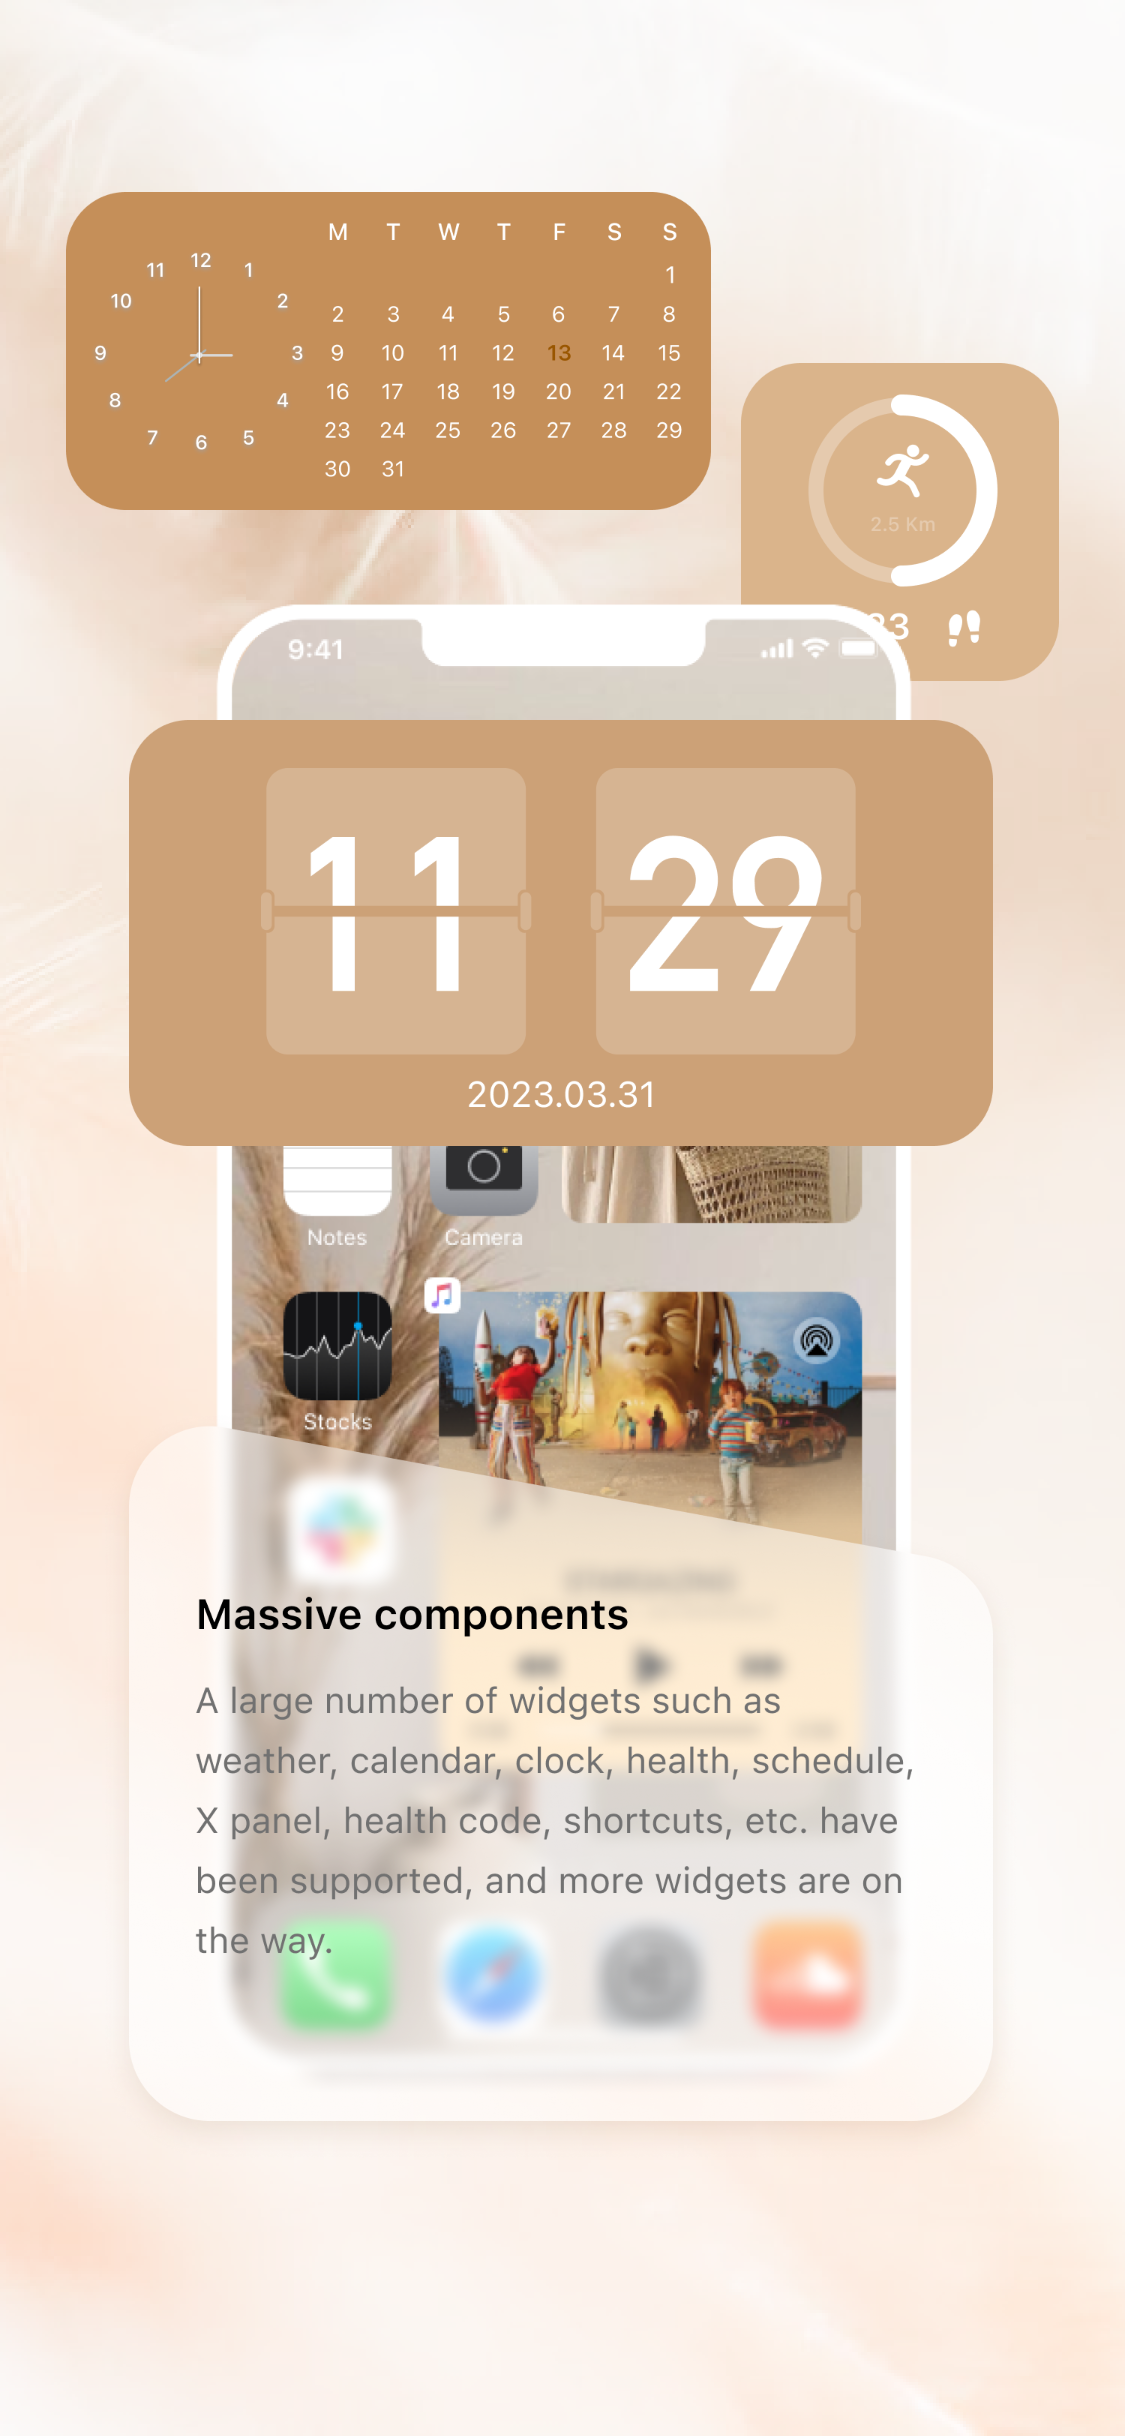 M T W T F S S
1
2 3 4 5 6 7 8
9 10 11 12 13 14 15
16 17 18 19 20 21 22
23 24 25 26 27 28 29
30 31
12
11 1
10 2
9 3
8 4
7 5
6
2.5 Km
33
9:41
11 29
2023.03.31
Notes Camera
Stocks
STARGAZING
Massive components
A large number of widgets such as
weather, calendar, clock, health, schedule,
X panel, health code, shortcuts, etc. have
been supported, and more widgets are on
the way.